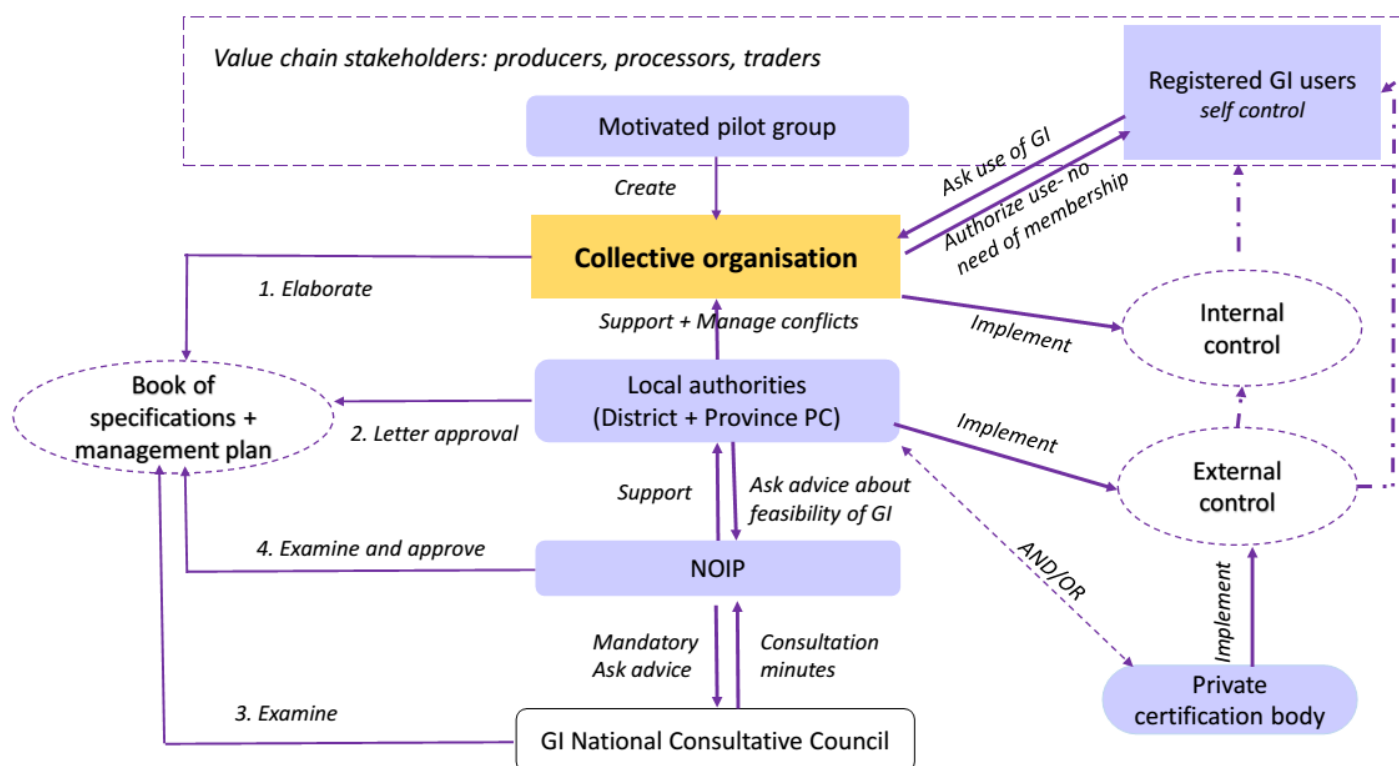 Value chain stakeholders: producers, processors, traders
Registered GI users
self control
Motivated pilot group
Create
Ask use of GI
Authorize use- no
need of membership
Collective organisation
1. Elaborate
Support + Manage conflicts
Implement
Internal
control
Book of
specifications +
management plan
Local authorities
(District + Province PC)
2. Letter approval
Implement
External
control
Support
Ask advice about
feasibility of GI
4. Examine and approve
NOIP
AND/OR
Implement
Mandatory
Ask advice
Consultation
minutes
3. Examine
GI National Consultative Council
Private
certification body